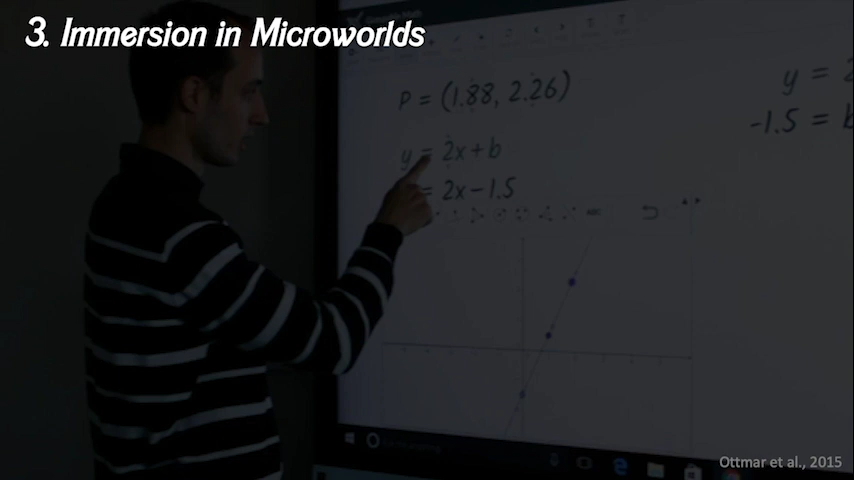 3. Immersion in Microworlds
P = (1.88, 2.26)
y = 2x+b
= 2x-1.5
y = 2
-1.5 = b
ABC
Ottmar et al., 2015